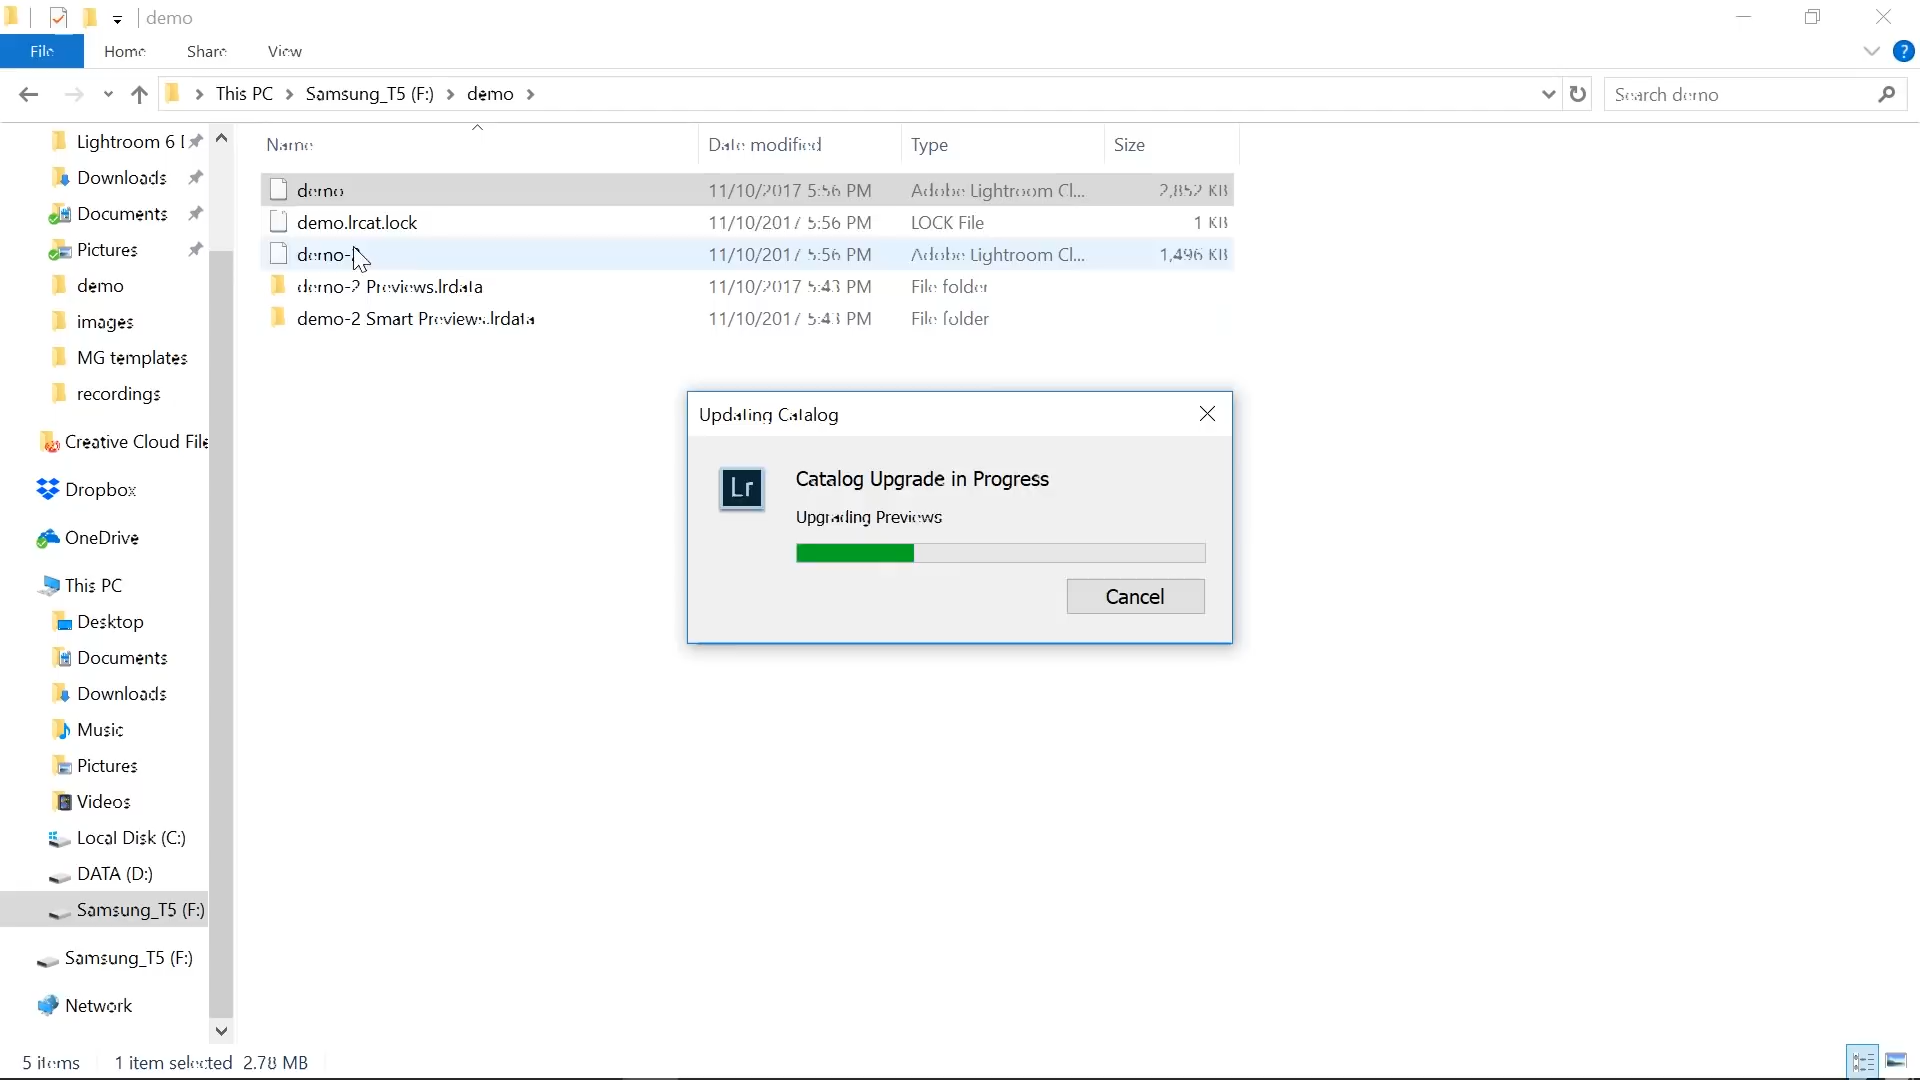 demo
File Home Share View
This PC Samsung_T5 (F:) demo
Search demo
Lightroom 6
Downloads
Documents
Pictures
demo
images
MG templates
recordings
Creative Cloud File
Dropbox
OneDrive
This PC
Desktop
Documents
Downloads
Music
Pictures
Videos
Local Disk (C:)
DATA (D:)
Samsung_T5 (F:)
Samsung_T5 (F:)
Network
Name Date modified Type Size
demo 11/10/2017 5:56 PM Adobe Lightroom Cl... 2,852 KB
demo.lrcat.lock 11/10/2017 5:56 PM LOCK File 1 KB
demo- 11/10/2017 5:56 PM Adobe Lightroom Cl... 1,496 KB
demo-2 Previews.lrdata 11/10/2017 5:43 PM File folder
demo-2 Smart Previews.lrdata 11/10/2017 5:43 PM File folder
Updating Catalog
Lr
Catalog Upgrade in Progress
Upgrading Previews
Cancel
5 items 1 item selected 2.78 MB